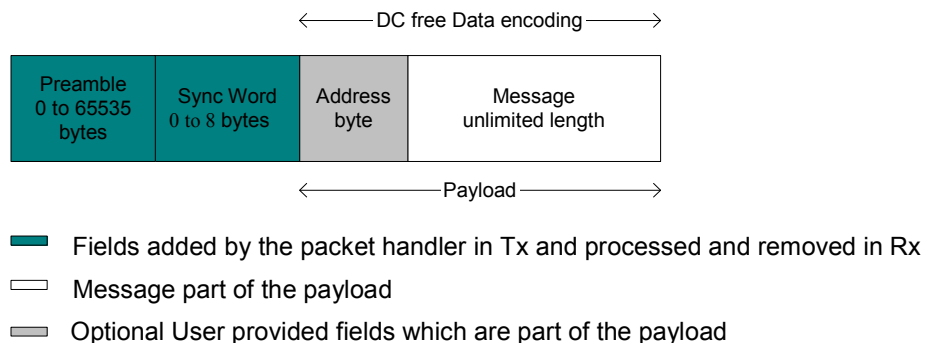 DC free Data encoding
Preamble
0 to 65535
bytes
Sync Word
0 to 8 bytes
Address
byte
Message
unlimited length
Payload
Fields added by the packet handler in Tx and processed and removed in Rx
Message part of the payload
Optional User provided fields which are part of the payload